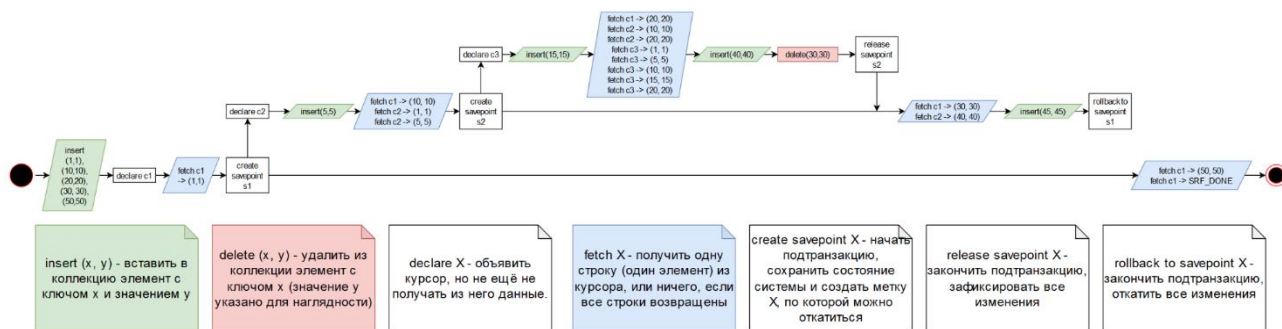 fetch c1 -> (20, 20)
fetch c2 -> (10, 10)
fetch c2 -> (20, 20)
fetch c3 -> (1, 1)
fetch c3 -> (5, 5)
fetch c3 -> (10, 10)
fetch c3 -> (15, 15)
fetch c3 -> (20, 20)
declare c3
insert(15,15)
insert(40,40)
delete(30,30)
release
savepoint
s2
declare c2
insert(5,5)
fetch c1 -> (10, 10)
fetch c2 -> (1, 1)
fetch c2 -> (5, 5)
create
savepoint
s2
fetch c1 -> (30, 30)
fetch c2 -> (40, 40)
insert(45, 45)
rollback to
savepoint
s1
insert
(1,1),
(10,10),
(20,20),
(30, 30),
(50,50)
declare c1
fetch c1
-> (1,1)
create
savepoint
s1
fetch c1 -> (50, 50)
fetch c1 -> SRF_DONE
insert (x, y) - вставить в
коллекцию элемент с
ключом x и значением y
delete (x, y) - удалить из
коллекции элемент с
ключом x (значение y
указано для наглядности)
declare X - объявить
курсор, но не ещё не
получать из него данные.
fetch X - получить одну
строку (один элемент) из
курсора, или ничего, если
все строки возвращены
create savepoint X - начать
подтранзакцию,
сохранить состояние
системы и создать метку
X, по которой можно
откатиться
release savepoint X -
закончить подтранзакцию,
зафиксировать все
изменения
rollback to savepoint X -
закончить подтранзакцию,
откатить все изменения